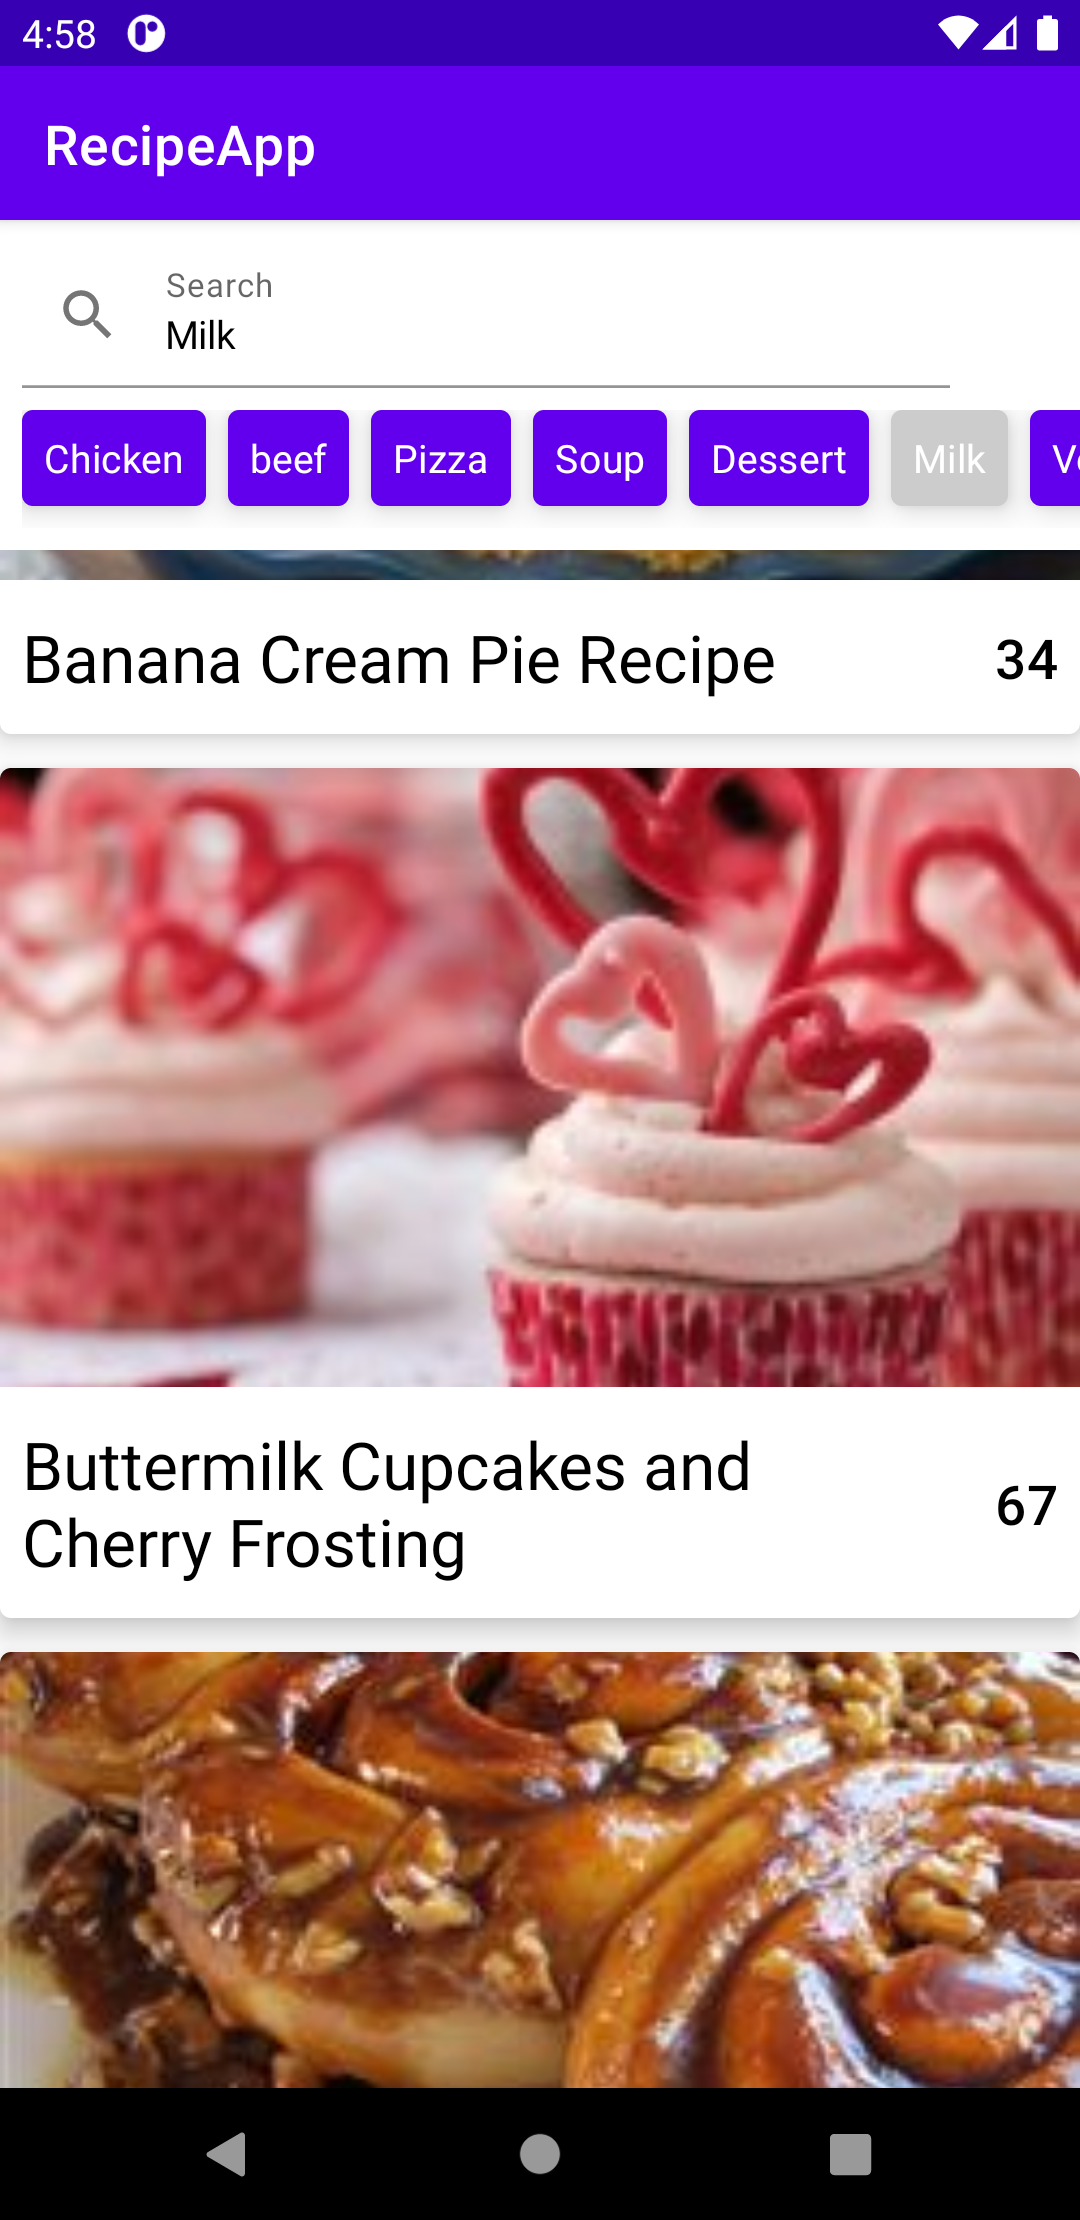 4:58
RecipeApp
Search
Milk
Chicken
beef
Pizza
Soup
Dessert
Milk
Banana Cream Pie Recipe
34
Buttermilk Cupcakes and
Cherry Frosting
67